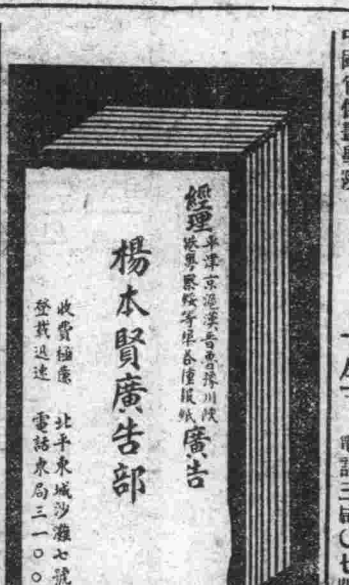 經理平津京滬漢晉魯豫川陝
港粵察綏等埠各種報紙廣告
楊本賢廣告部
收費極廉
登載迅速
北平東城沙灘七號
電話東局三一〇〇